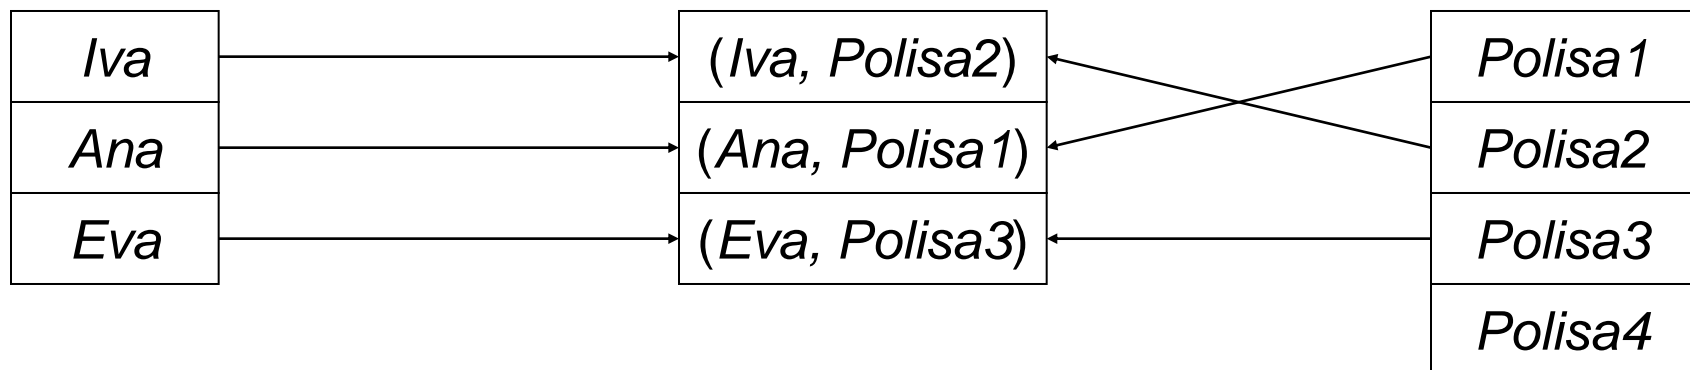 Iva
Ana
Eva
(Iva, Polisa2)
(Ana, Polisa1)
(Eva, Polisa3)
Polisa1
Polisa2
Polisa3
Polisa4